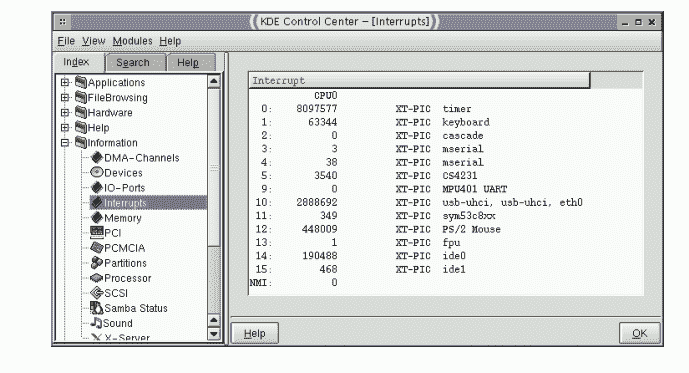 KDE Control Center – [Interrupts]
File View Modules Help
Index Search Help
Applications
FileBrowsing
Hardware
Help
Information
DMA-Channels
Devices
IO-Ports
Interrupts
Memory
PCI
PCMCIA
Partitions
Processor
SCSI
Samba Status
Sound
X-Server
Interrupt
CPU0
0: 8097577 XT-PIC timer
1: 63344 XT-PIC keyboard
2: 0 XT-PIC cascade
3: 3 XT-PIC mserial
4: 38 XT-PIC mserial
5: 3540 XT-PIC CS4231
9: 0 XT-PIC MPU401 UART
10: 2888692 XT-PIC usb-uhci, usb-uhci, eth0
11: 349 XT-PIC sym53c8xx
12: 448009 XT-PIC PS/2 Mouse
13: 1 XT-PIC fpu
14: 190488 XT-PIC ide0
15: 468 XT-PIC ide1
NMI: 0
Help OK